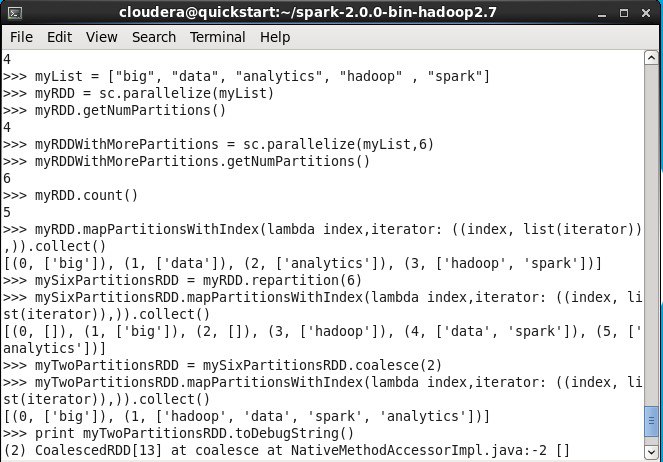 cloudera@quickstart:~/spark-2.0.0-bin-hadoop2.7
File Edit View Search Terminal Help
4
>>> myList = ["big", "data", "analytics", "hadoop" , "spark"]
>>> myRDD = sc.parallelize(myList)
>>> myRDD.getNumPartitions()
4
>>> myRDDWithMorePartitions = sc.parallelize(myList,6)
>>> myRDDWithMorePartitions.getNumPartitions()
6
>>> myRDD.count()
5
>>> myRDD.mapPartitionsWithIndex(lambda index,iterator: ((index, list(iterator))
,)).collect()
[(0, ['big']), (1, ['data']), (2, ['analytics']), (3, ['hadoop', 'spark'])]
>>> mySixPartitionsRDD = myRDD.repartition(6)
>>> mySixPartitionsRDD.mapPartitionsWithIndex(lambda index,iterator: ((index, li
st(iterator)),)).collect()
[(0, []), (1, ['big']), (2, []), (3, ['hadoop']), (4, ['data', 'spark']), (5, ['
analytics'])]
>>> myTwoPartitionsRDD = mySixPartitionsRDD.coalesce(2)
>>> myTwoPartitionsRDD.mapPartitionsWithIndex(lambda index,iterator: ((index, li
st(iterator)),)).collect()
[(0, ['big']), (1, ['hadoop', 'data', 'spark', 'analytics'])]
>>> print myTwoPartitionsRDD.toDebugString()
(2) CoalescedRDD[13] at coalesce at NativeMethodAccessorImpl.java:-2 []